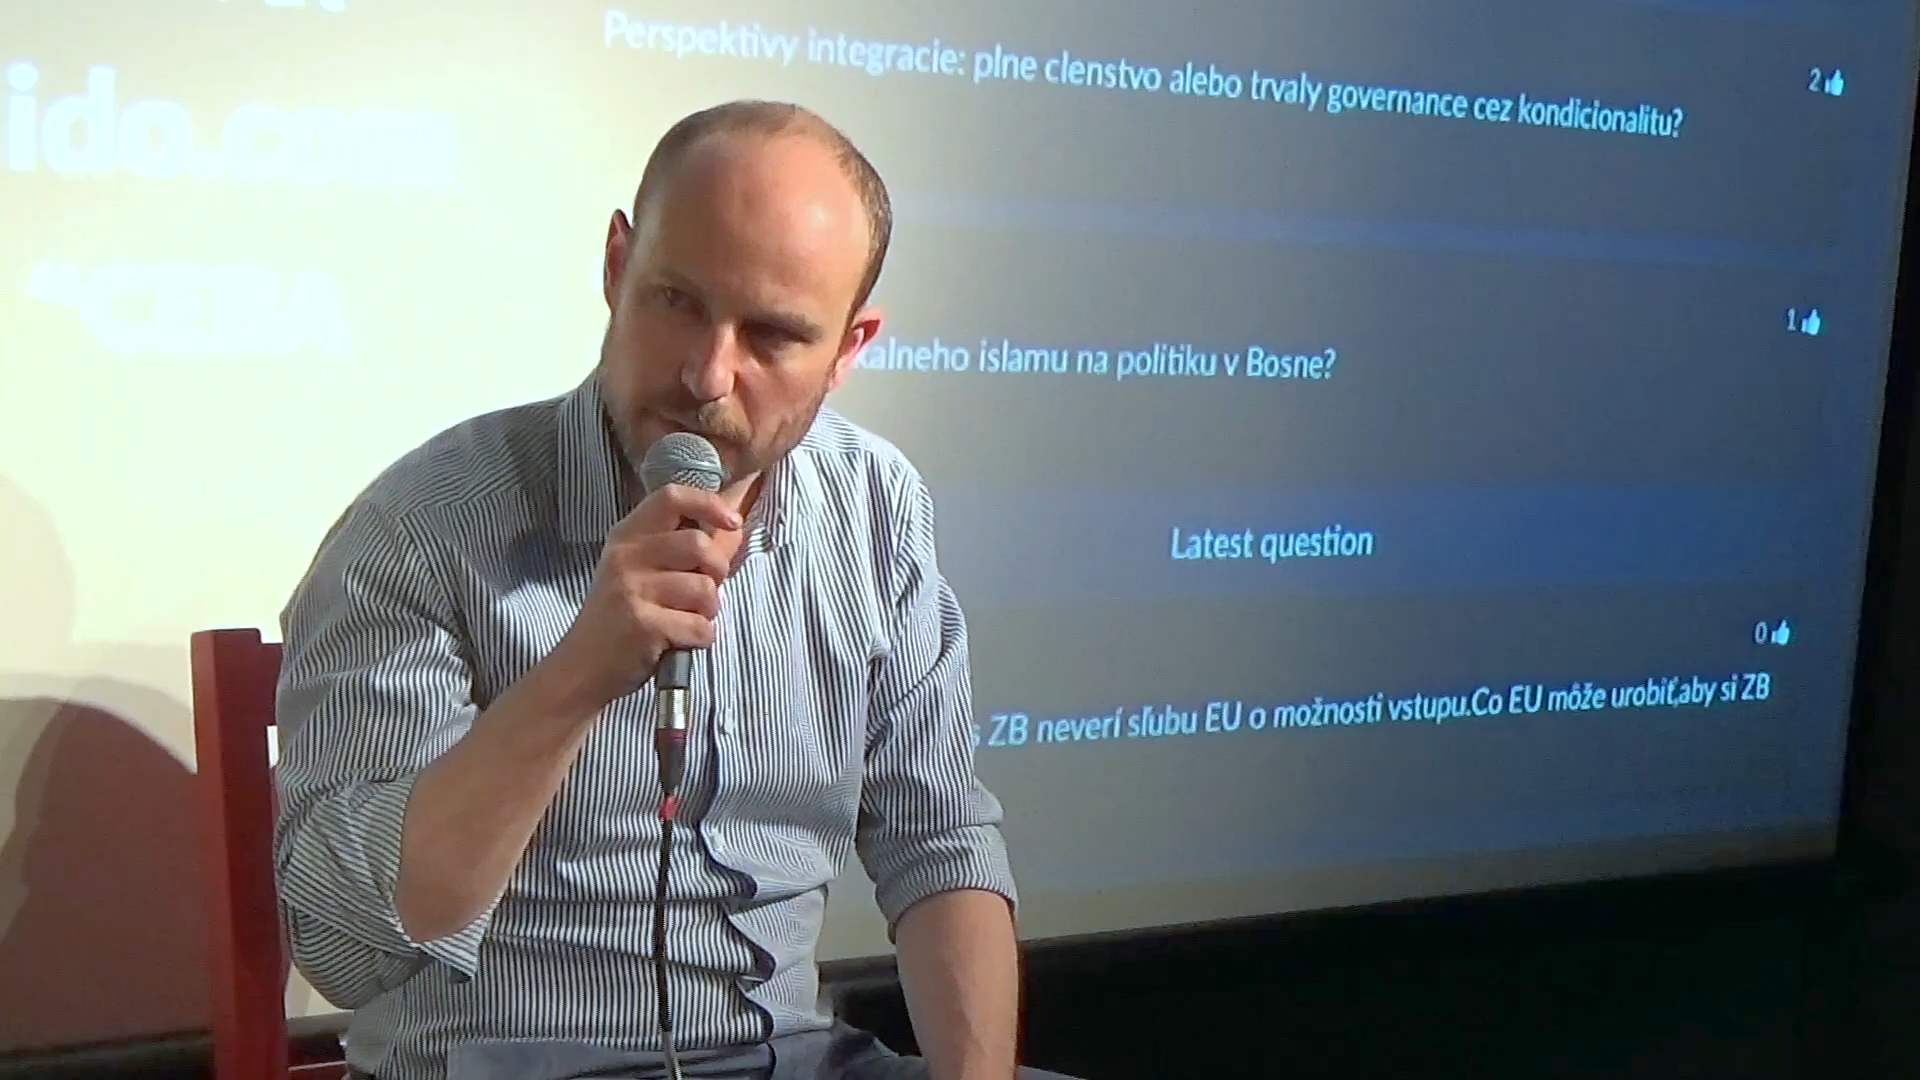 ido.com
#CEBA
Perspektivy integracie: plne clenstvo alebo trvaly governance cez kondicionalitu?
2
kalneho islamu na politiku v Bosne?
1
Latest question
0
ZB neverí sľubu EU o možnosti vstupu.Co EU môže urobiť,aby si ZB